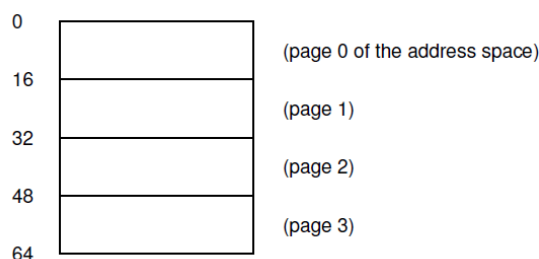 0
(page 0 of the address space)
16
(page 1)
32
(page 2)
48
(page 3)
64